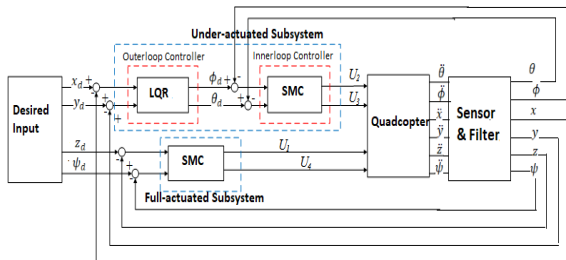 Under-actuated Subsystem
Outerloop Controller
Innerloop Controller
Desired Input
x_d + -
y_d + +
LQR
ϕ_d + -
θ_d + -
SMC
U_2
U_3
Quadcopter
θ̈
ϕ̈
ẍ
ÿ
z̈
ψ̈
Sensor & Filter
θ
ϕ
x
y
z
ψ
z_d + -
ψ_d + -
SMC
U_1
U_4
Full-actuated Subsystem